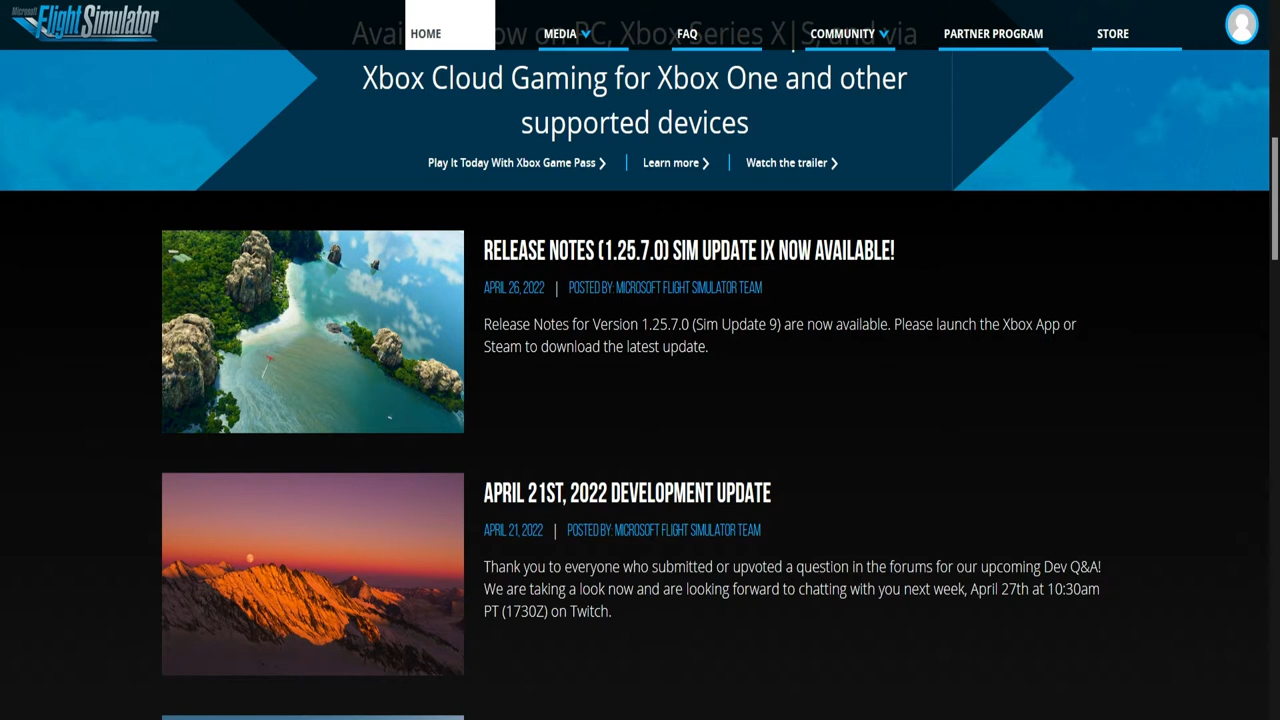 Microsoft
FlightSimulator
HOME
MEDIA
FAQ
COMMUNITY
PARTNER PROGRAM
STORE
Xbox Series X|S, and via
Xbox Cloud Gaming for Xbox One and other
supported devices
Play It Today With Xbox Game Pass
Learn more
Watch the trailer
RELEASE NOTES (1.25.7.0) SIM UPDATE IX NOW AVAILABLE!
APRIL 26, 2022 | POSTED BY: MICROSOFT FLIGHT SIMULATOR TEAM
Release Notes for Version 1.25.7.0 (Sim Update 9) are now available. Please launch the Xbox App or
Steam to download the latest update.
APRIL 21ST, 2022 DEVELOPMENT UPDATE
APRIL 21, 2022 | POSTED BY: MICROSOFT FLIGHT SIMULATOR TEAM
Thank you to everyone who submitted or upvoted a question in the forums for our upcoming Dev Q&A!
We are taking a look now and are looking forward to chatting with you next week, April 27th at 10:30am
PT (1730Z) on Twitch.